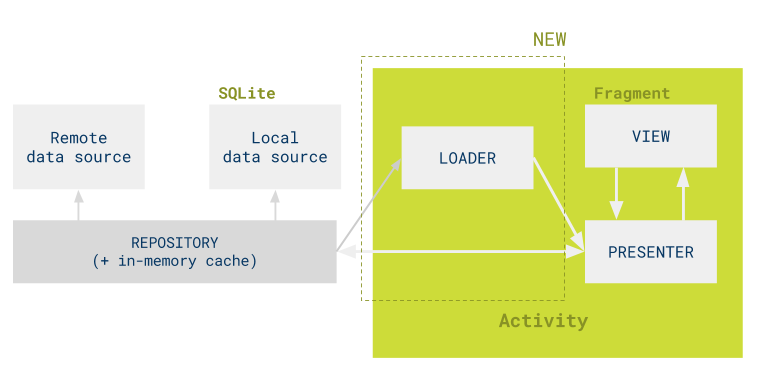 NEW
SQLite
Fragment
Remote
data source
Local
data source
LOADER
VIEW
REPOSITORY
(+ in-memory cache)
PRESENTER
Activity